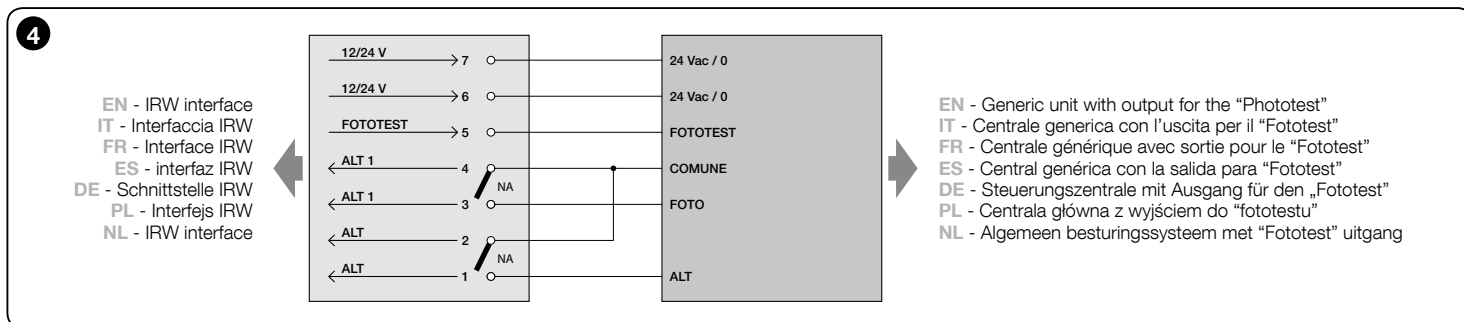 4
EN - IRW interface
IT - Interfaccia IRW
FR - Interface IRW
ES - interfaz IRW
DE - Schnittstelle IRW
PL - Interfejs IRW
NL - IRW interface
12/24 V 7
12/24 V 6
FOTOTEST 5
ALT 1 4
NA
ALT 1 3
ALT 2
NA
ALT 1
24 Vac / 0
24 Vac / 0
FOTOTEST
COMUNE
FOTO
ALT
EN - Generic unit with output for the “Phototest”
IT - Centrale generica con l’uscita per il “Fototest”
FR - Centrale générique avec sortie pour le “Fototest”
ES - Central genérica con la salida para “Fototest”
DE - Steuerungszentrale mit Ausgang für den „Fototest”
PL - Centrala główna z wyjściem do “fototestu”
NL - Algemeen besturingssysteem met “Fototest” uitgang